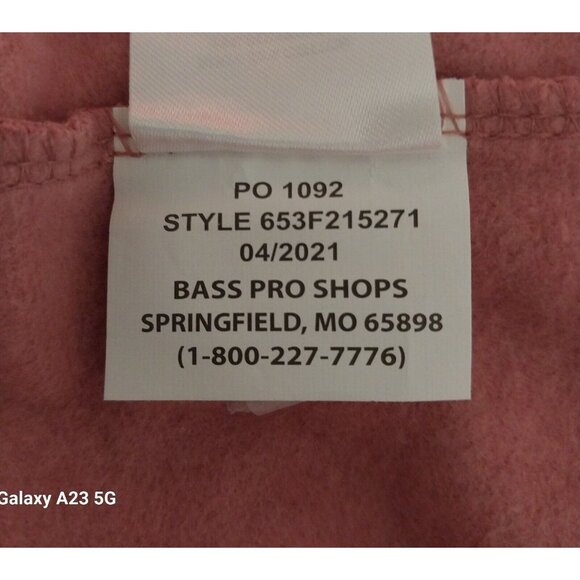 PO 1092
STYLE 653F215271
04/2021
BASS PRO SHOPS
SPRINGFIELD, MO 65898
(1-800-227-7776)
Galaxy A23 5G